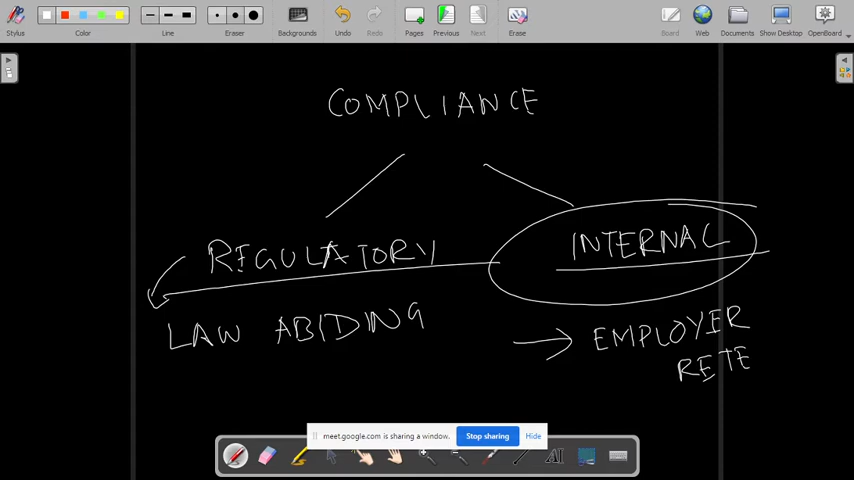 Stylus Color Line Eraser Backgrounds Undo Redo Pages Previous Next Erase Board Web Documents Show Desktop OpenBoard
COMPLIANCE
REGULATORY INTERNAL
LAW ABIDING → EMPLOYER
RETE
meet.google.com is sharing a window. Stop sharing Hide
AI